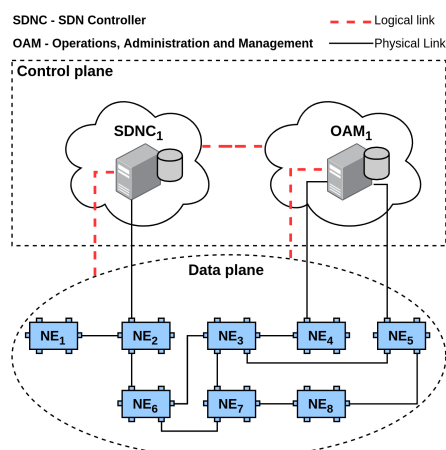 SDNC - SDN Controller
Logical link
OAM - Operations, Administration and Management
Physical Link
Control plane
SDNC₁
OAM₁
Data plane
NE₁
NE₂
NE₃
NE₄
NE₅
NE₆
NE₇
NE₈